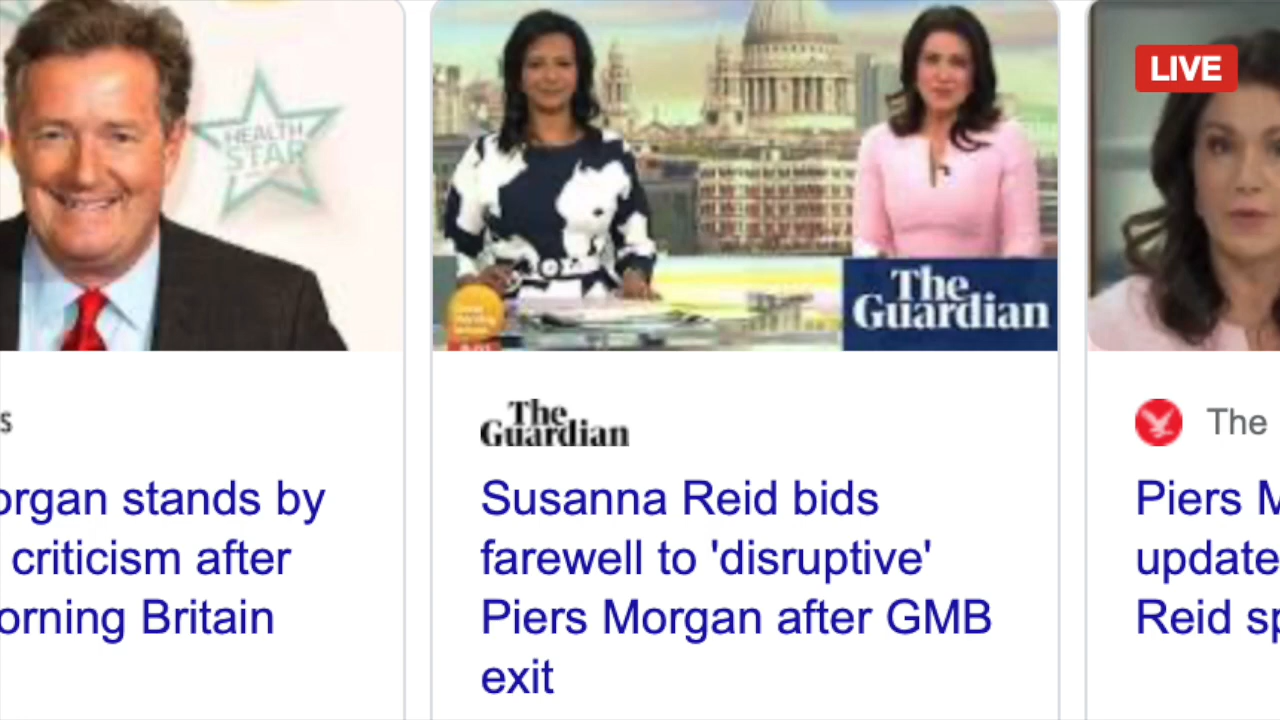 HEALTH
STAR
The
Guardian
LIVE
s
The
Guardian
The
organ stands by
criticism after
orning Britain
Susanna Reid bids
farewell to 'disruptive'
Piers Morgan after GMB
exit
Piers M
update
Reid sp